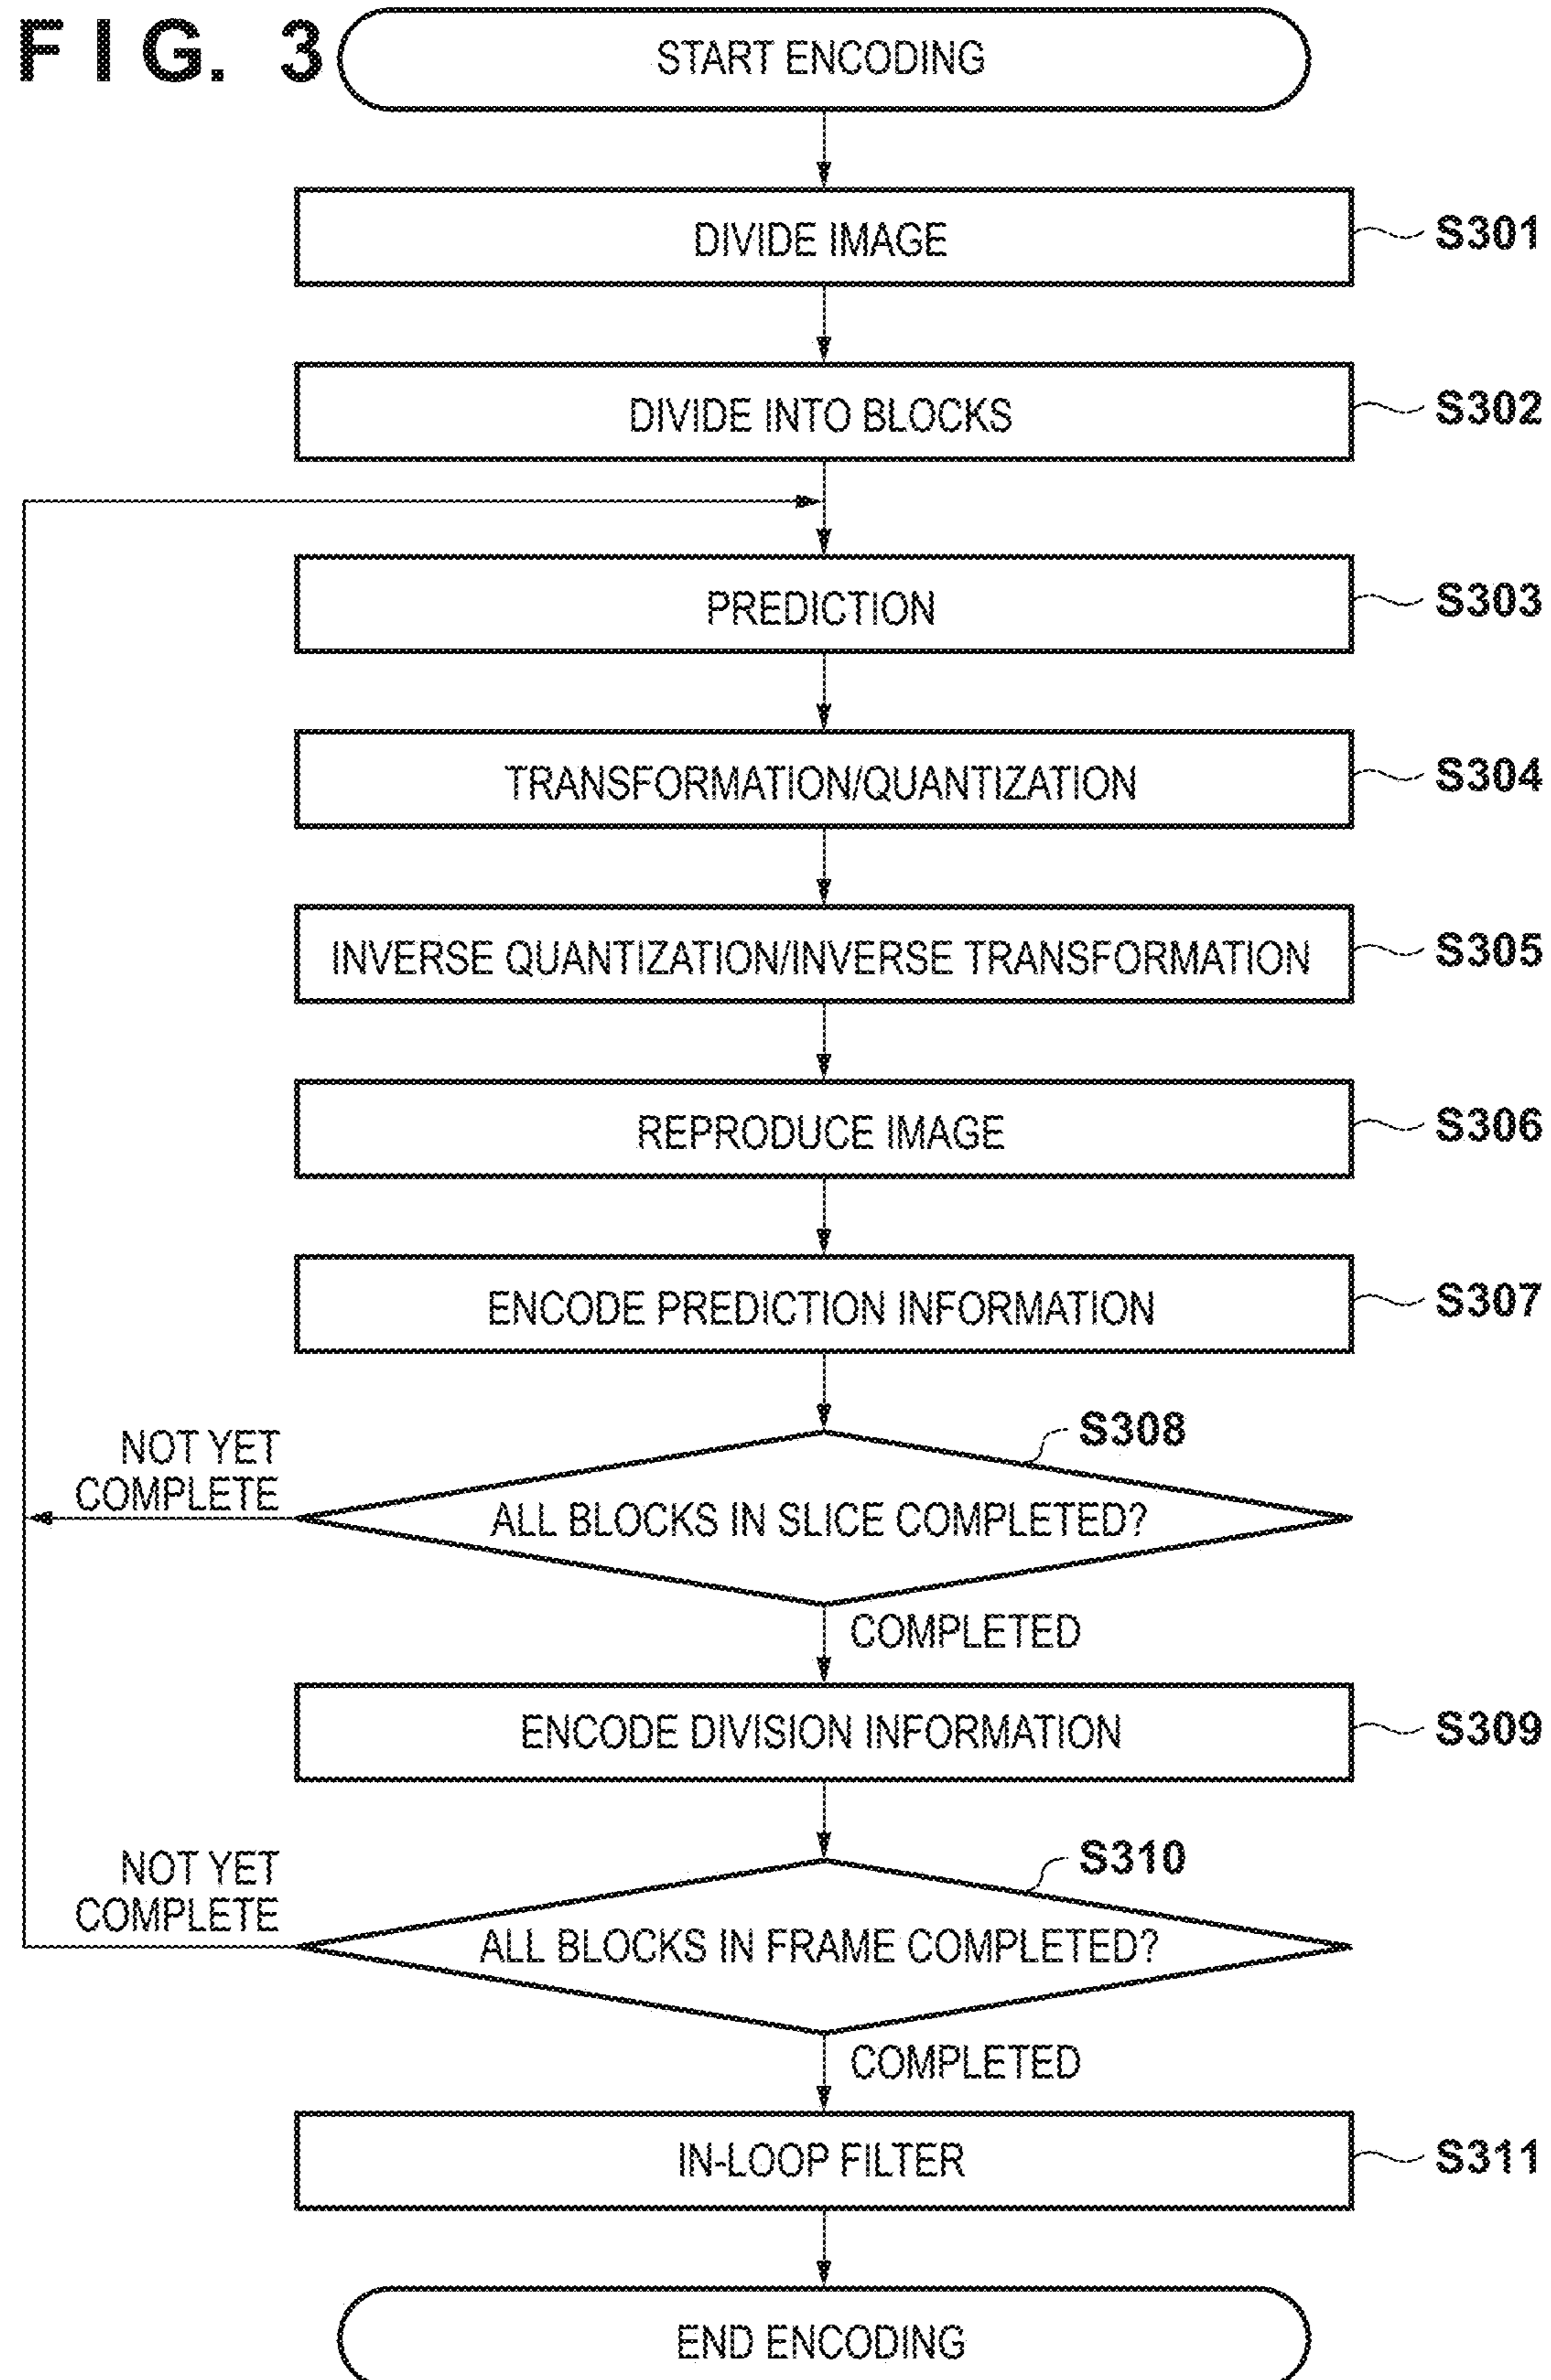 FIG. 3
START ENCODING
DIVIDE IMAGE
S301
DIVIDE INTO BLOCKS
S302
PREDICTION
S303
TRANSFORMATION/QUANTIZATION
S304
INVERSE QUANTIZATION/INVERSE TRANSFORMATION
S305
REPRODUCE IMAGE
S306
ENCODE PREDICTION INFORMATION
S307
S308
NOT YET
COMPLETE
ALL BLOCKS IN SLICE COMPLETED?
COMPLETED
ENCODE DIVISION INFORMATION
S309
S310
NOT YET
COMPLETE
ALL BLOCKS IN FRAME COMPLETED?
COMPLETED
IN-LOOP FILTER
S311
END ENCODING